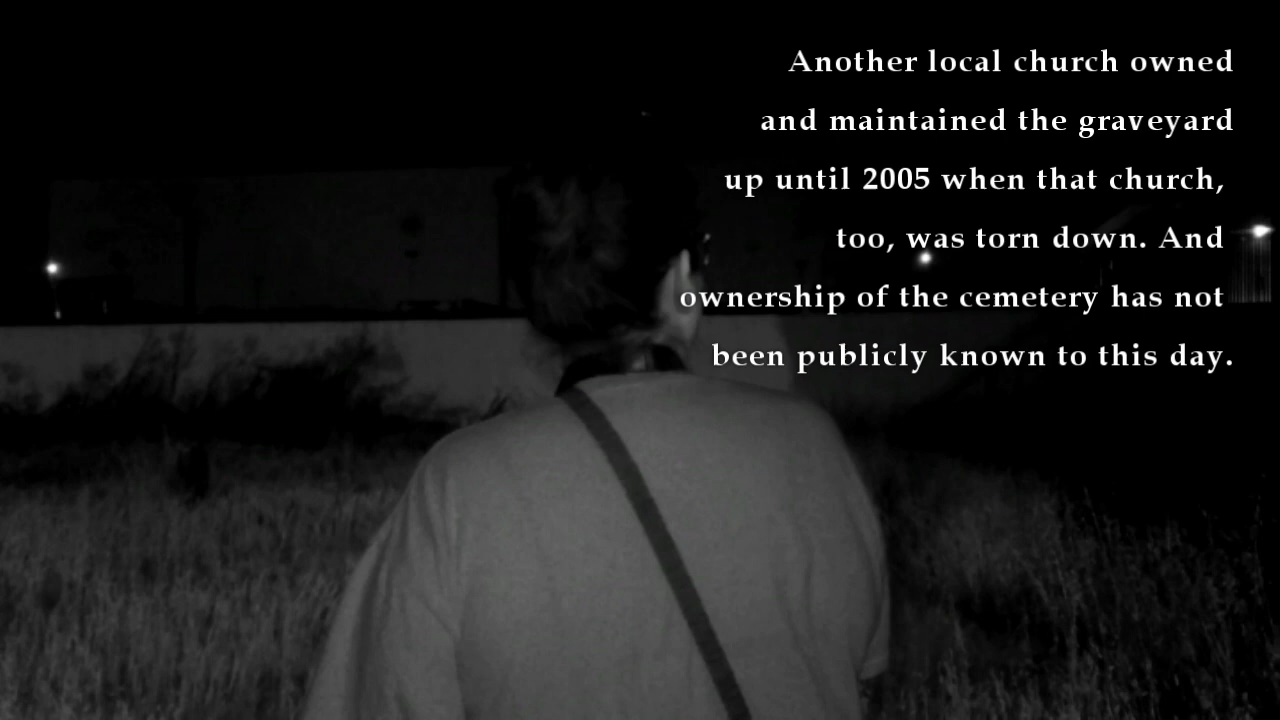 Another local church owned
and maintained the graveyard
up until 2005 when that church,
too, was torn down. And
ownership of the cemetery has not
been publicly known to this day.